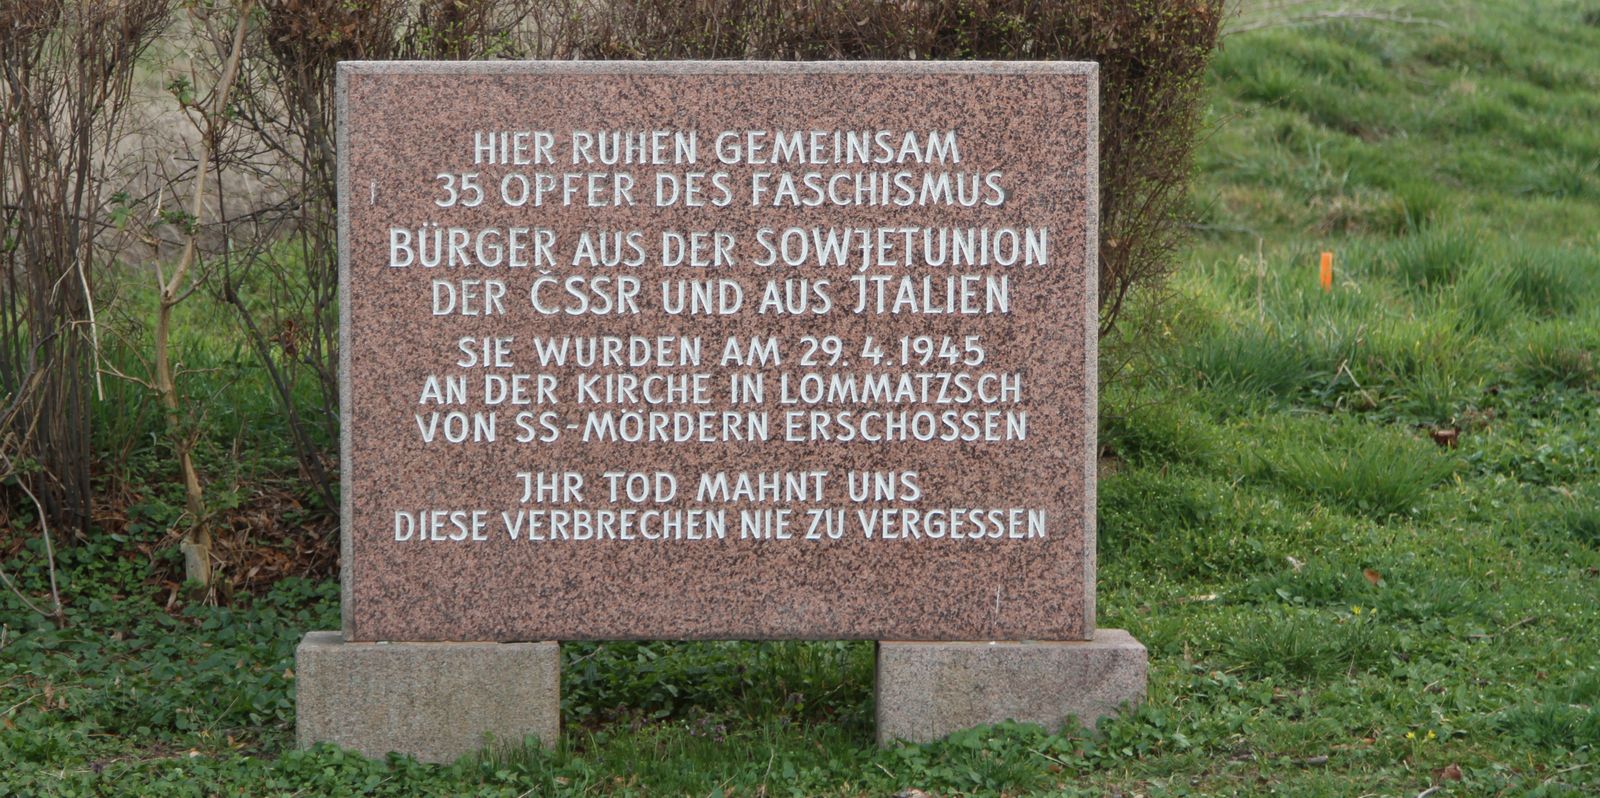 HIER RUHEN GEMEINSAM
35 OPFER DES FASCHISMUS
BÜRGER AUS DER SOWJETUNION
DER ČSSR UND AUS JTALIEN
SIE WURDEN AM 29. 4. 1945
AN DER KIRCHE IN LOMMATZSCH
VON SS-MÖRDERN ERSCHOSSEN
JHR TOD MAHNT UNS
DIESE VERBRECHEN NIE ZU VERGESSEN